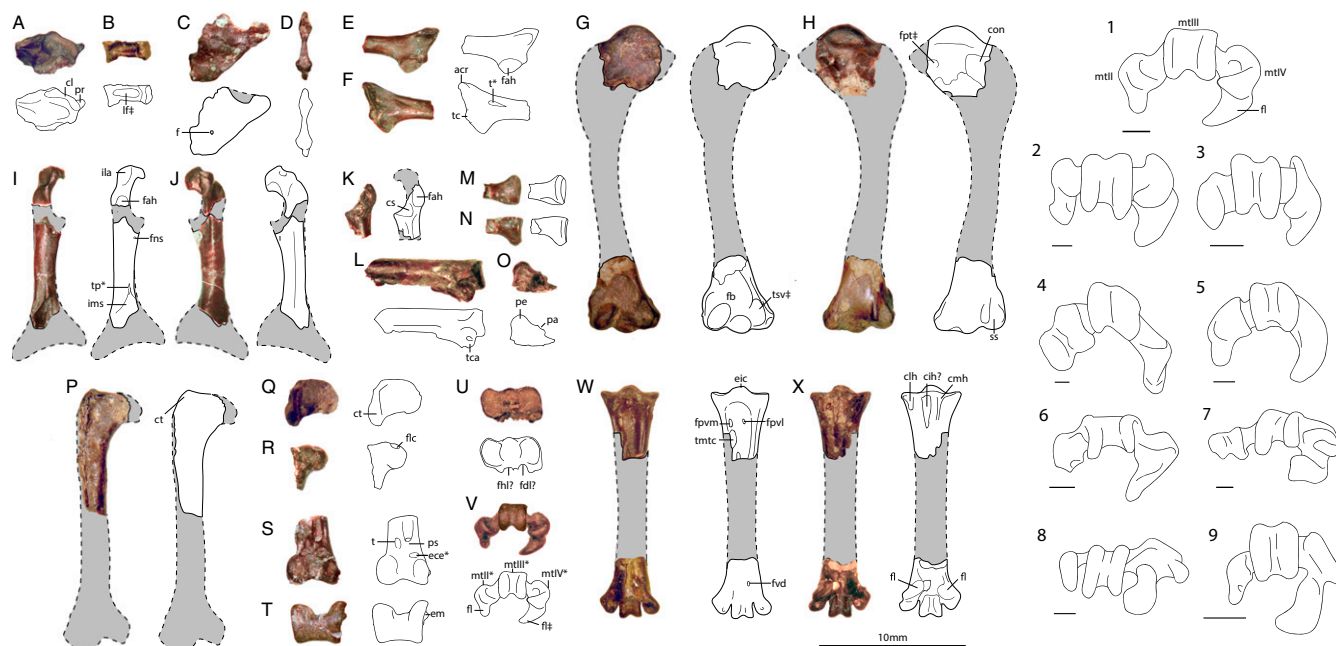 A
cl
pr
B
lf‡
C
f
D
E
fah
F
acr
t*
tc
G
fb
tsv‡
H
fpt‡
con
ss
I
ila
fah
fns
tp*
ims
J
K
cs
fah
L
tca
M
N
O
pe
pa
P
ct
Q
ct
R
flc
S
t
ps
ece*
T
em
U
fhl?
fdl?
V
mtII*
mtIII*
mtIV*
fl
fl‡
W
eic
fpvm
fpvl
tmtc
fvd
X
clh
cih?
cmh
fl
fl
10mm
1
mtIII
mtII
mtIV
fl
2
3
4
5
6
7
8
9